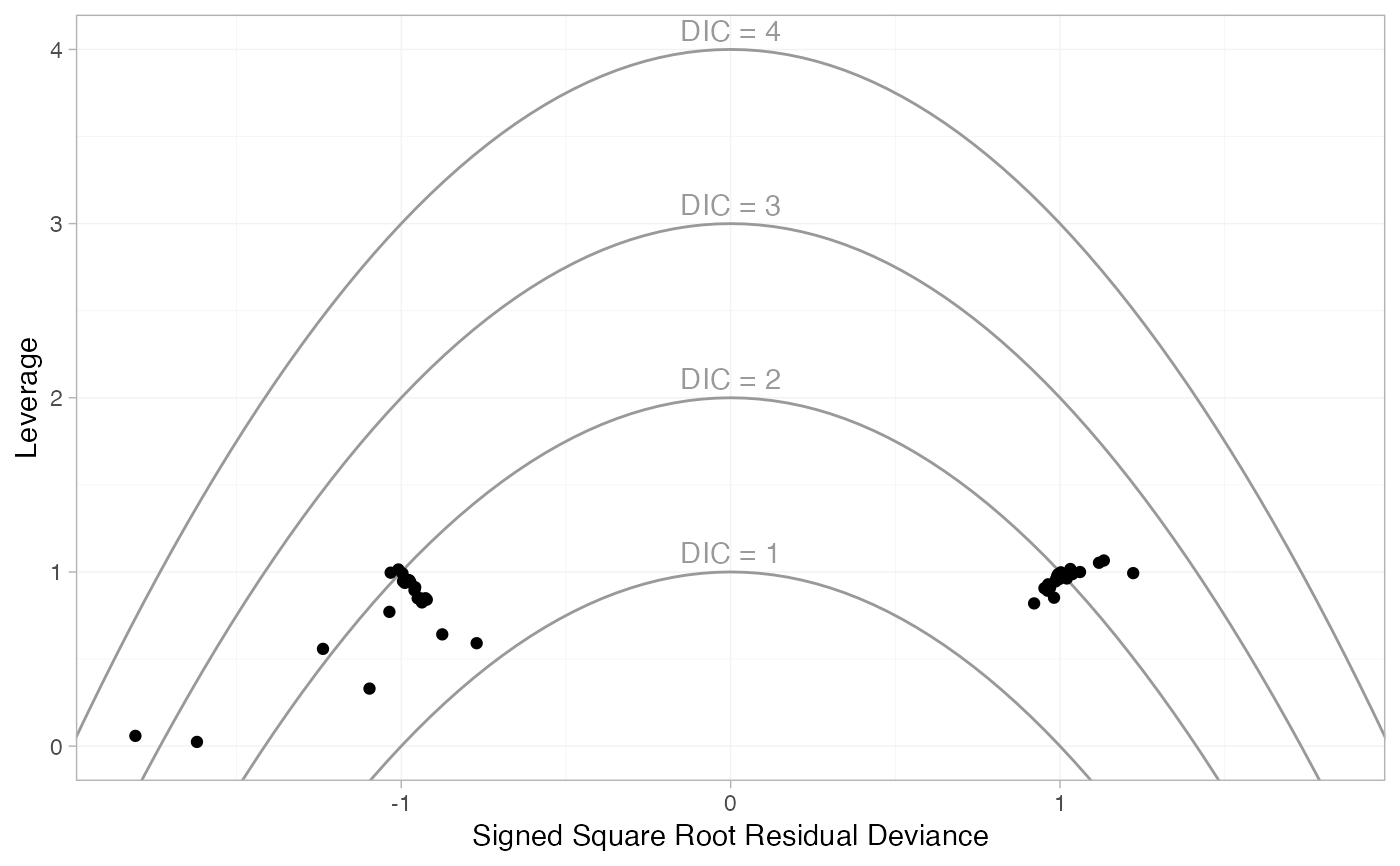 DIC = 4
DIC = 3
DIC = 2
DIC = 1
4
3
2
1
0
Leverage
-1
0
1
Signed Square Root Residual Deviance